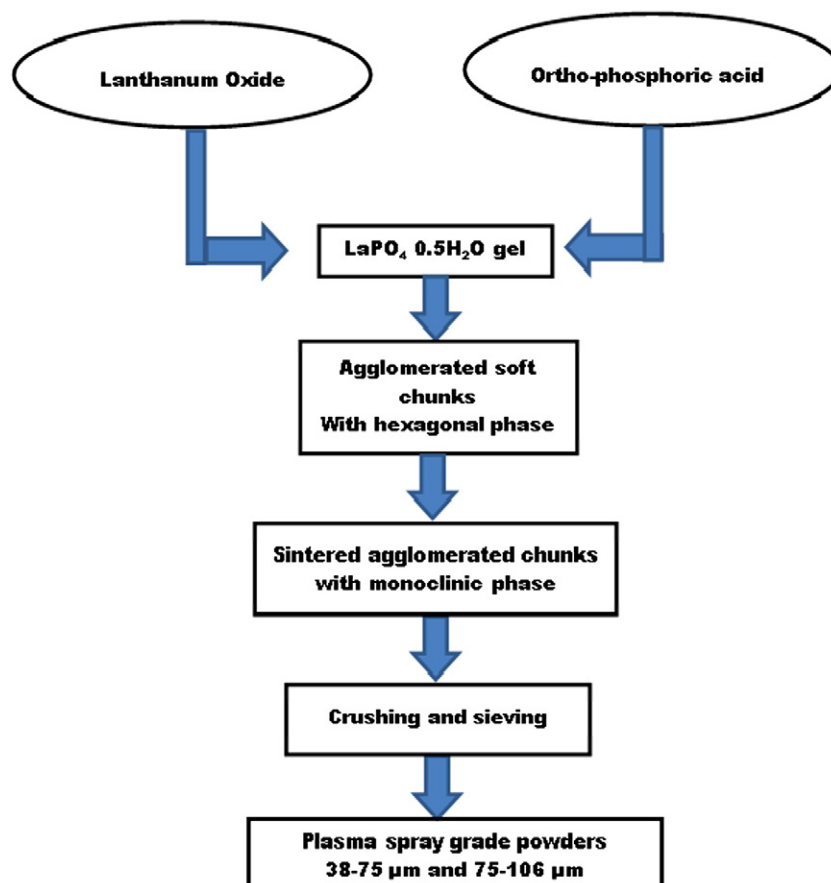 Lanthanum Oxide
Ortho-phosphoric acid
LaPO₄ 0.5H₂O gel
Agglomerated soft
chunks
With hexagonal phase
Sintered agglomerated chunks
with monoclinic phase
Crushing and sieving
Plasma spray grade powders
38-75 µm and 75-106 µm